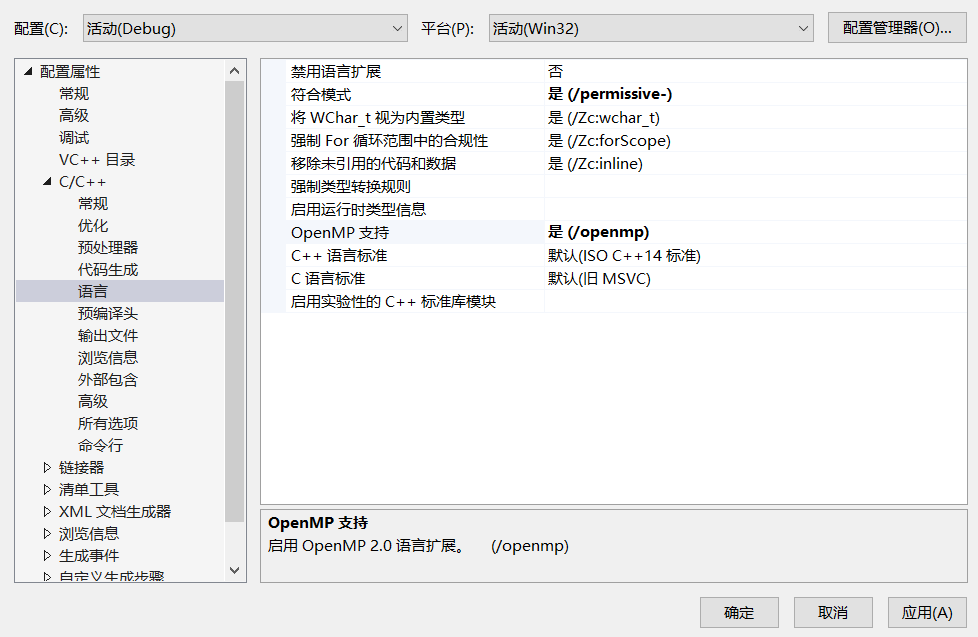 配置(C): 活动(Debug) 平台(P): 活动(Win32) 配置管理器(O)...
配置属性
常规
高级
调试
VC++ 目录
C/C++
常规
优化
预处理器
代码生成
语言
预编译头
输出文件
浏览信息
外部包含
高级
所有选项
命令行
链接器
清单工具
XML 文档生成器
浏览信息
生成事件
自定义生成步骤
禁用语言扩展 否
符合模式 是 (/permissive-)
将 WChar_t 视为内置类型 是 (/Zc:wchar_t)
强制 For 循环范围中的合规性 是 (/Zc:forScope)
移除未引用的代码和数据 是 (/Zc:inline)
强制类型转换规则
启用运行时类型信息
OpenMP 支持 是 (/openmp)
C++ 语言标准 默认(ISO C++14 标准)
C 语言标准 默认(旧 MSVC)
启用实验性的 C++ 标准库模块
OpenMP 支持
启用 OpenMP 2.0 语言扩展。 (/openmp)
确定 取消 应用(A)